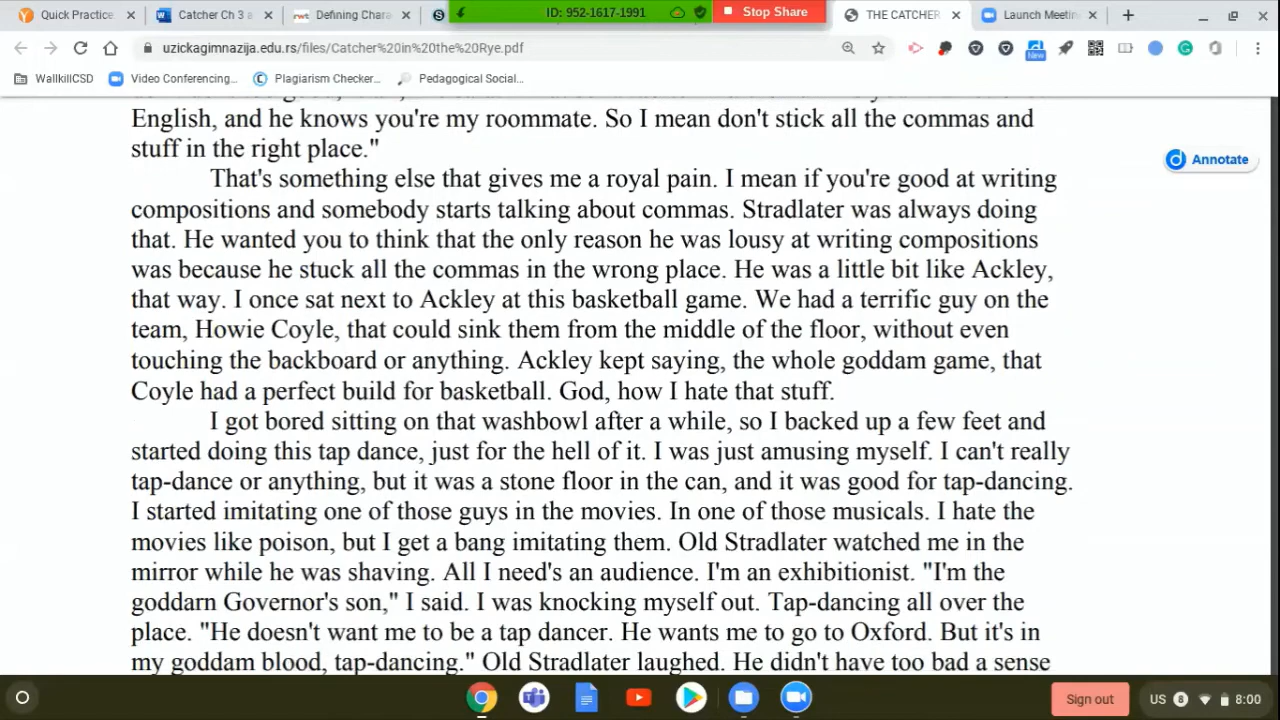 Quick Practice
Catcher Ch 3 a
Defining Chara
ID: 952-1617-1991
Stop Share
THE CATCHER
Launch Meetin
uzickagimnazija.edu.rs/files/Catcher%20in%20the%20Rye.pdf
New
WallkillCSD
Video Conferencing...
Plagiarism Checker...
Pedagogical Social...
English, and he knows you're my roommate. So I mean don't stick all the commas and
stuff in the right place."
Annotate
That's something else that gives me a royal pain. I mean if you're good at writing
compositions and somebody starts talking about commas. Stradlater was always doing
that. He wanted you to think that the only reason he was lousy at writing compositions
was because he stuck all the commas in the wrong place. He was a little bit like Ackley,
that way. I once sat next to Ackley at this basketball game. We had a terrific guy on the
team, Howie Coyle, that could sink them from the middle of the floor, without even
touching the backboard or anything. Ackley kept saying, the whole goddam game, that
Coyle had a perfect build for basketball. God, how I hate that stuff.
I got bored sitting on that washbowl after a while, so I backed up a few feet and
started doing this tap dance, just for the hell of it. I was just amusing myself. I can't really
tap-dance or anything, but it was a stone floor in the can, and it was good for tap-dancing.
I started imitating one of those guys in the movies. In one of those musicals. I hate the
movies like poison, but I get a bang imitating them. Old Stradlater watched me in the
mirror while he was shaving. All I need's an audience. I'm an exhibitionist. "I'm the
goddarn Governor's son," I said. I was knocking myself out. Tap-dancing all over the
place. "He doesn't want me to be a tap dancer. He wants me to go to Oxford. But it's in
my goddam blood, tap-dancing." Old Stradlater laughed. He didn't have too bad a sense
Sign out
US
8
8:00